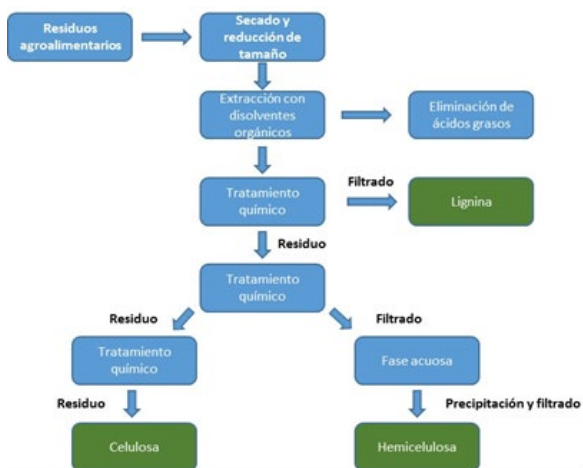 Residuos
agroalimentarios
Secado y
reducción de
tamaño
Extracción con
disolventes
orgánicos
Eliminación de
ácidos grasos
Tratamiento
químico
Filtrado
Lignina
Residuo
Tratamiento
químico
Residuo
Filtrado
Tratamiento
químico
Fase acuosa
Residuo
Precipitación y filtrado
Celulosa
Hemicelulosa